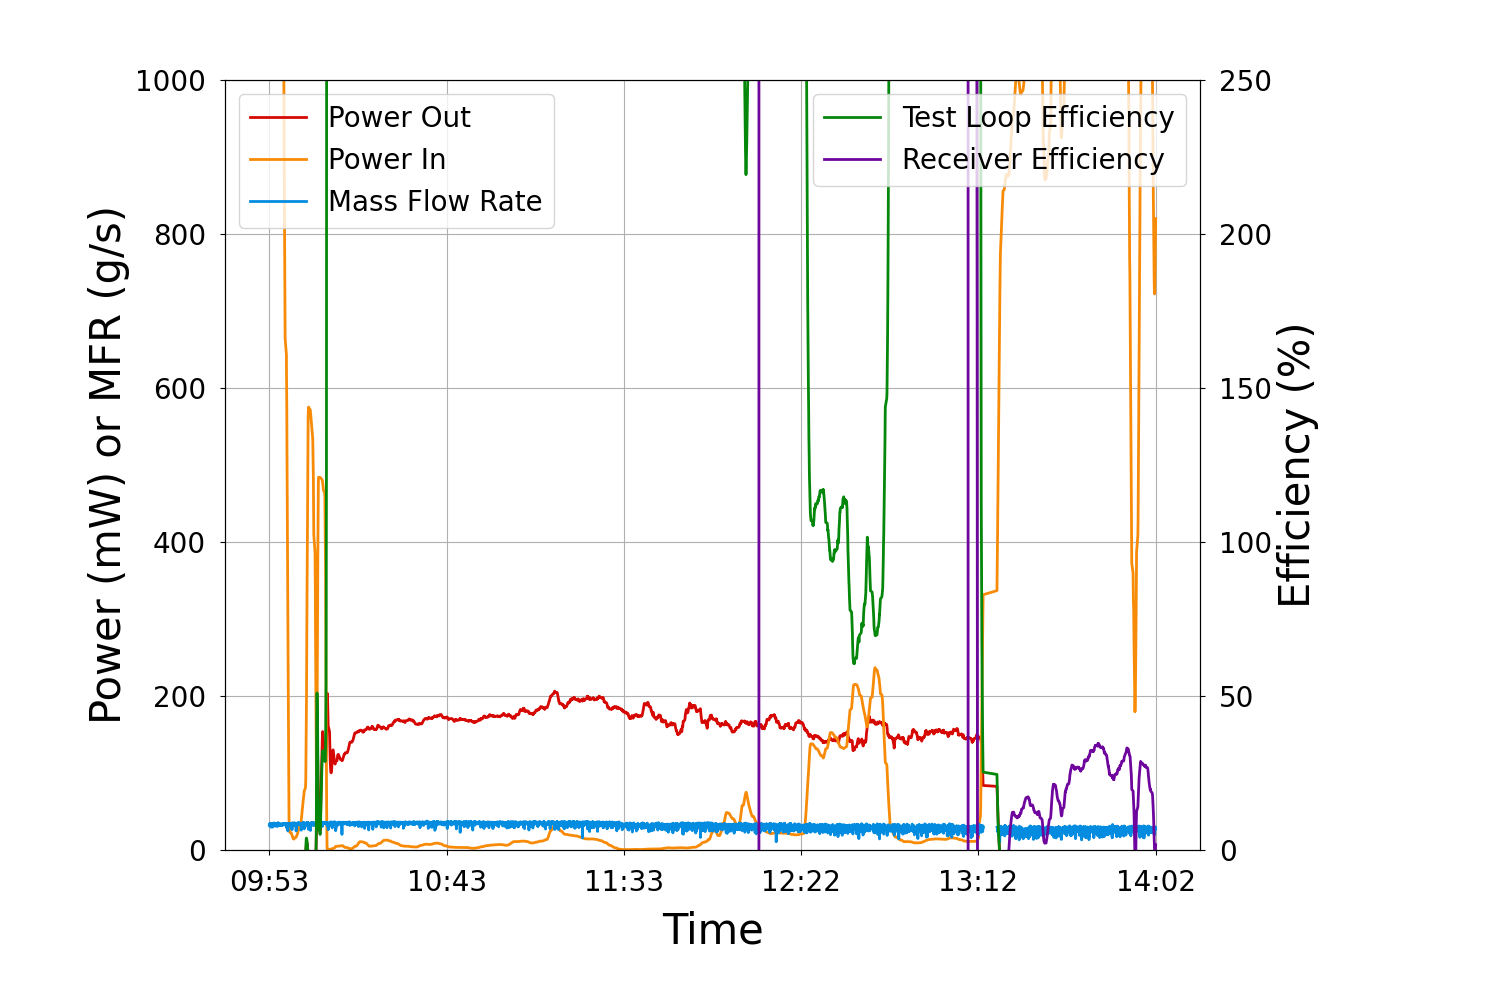 1000
800
600
400
200
0
Power (mW) or MFR (g/s)
Power Out
Power In
Mass Flow Rate
Test Loop Efficiency
Receiver Efficiency
250
200
150
100
50
0
Efficiency (%)
09:53 10:43 11:33 12:22 13:12 14:02
Time